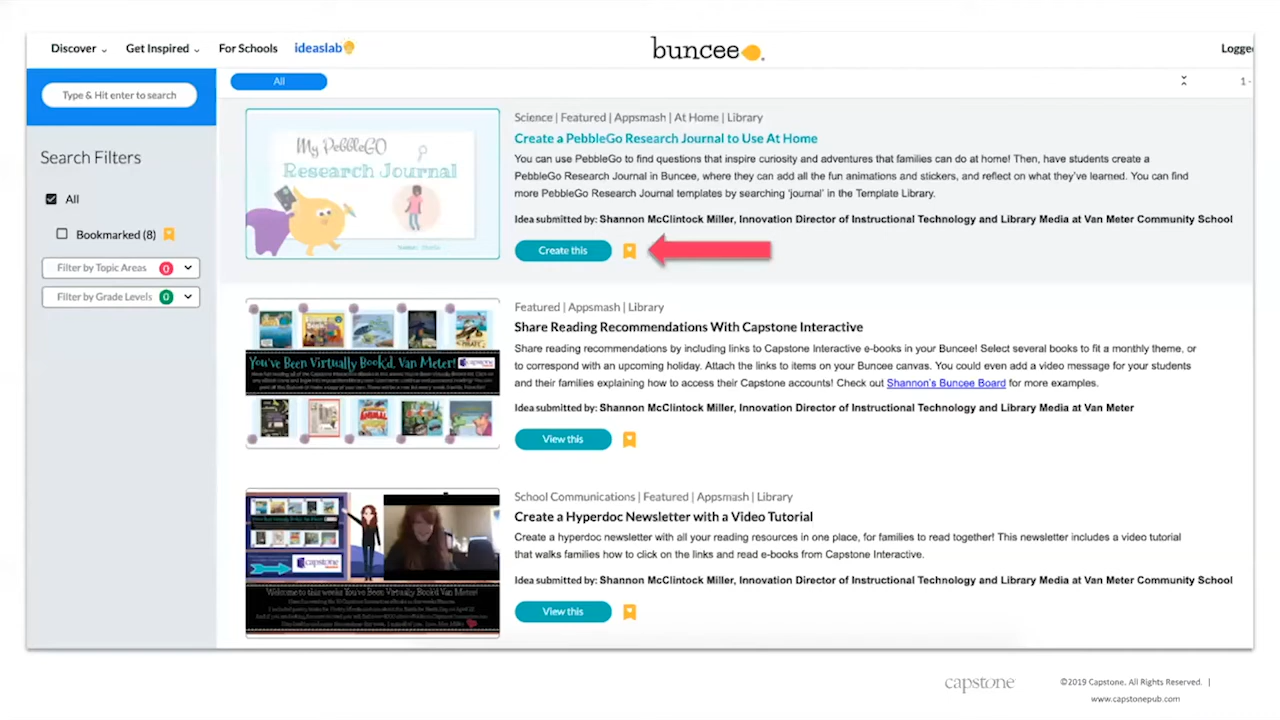 Discover
Get Inspired
For Schools
ideaslab
buncee
Logge
Type & Hit enter to search
All
1 -
Search Filters
All
Bookmarked (8)
Filter by Topic Areas 0
Filter by Grade Levels 0
My PebbleGO
Research Journal
Science | Featured | Appsmash | At Home | Library
Create a PebbleGo Research Journal to Use At Home
You can use PebbleGo to find questions that inspire curiosity and adventures that families can do at home! Then, have students create a
PebbleGo Research Journal in Buncee, where they can add all the fun animations and stickers, and reflect on what they've learned. You can find
more PebbleGo Research Journal templates by searching 'journal' in the Template Library.
Idea submitted by: Shannon McClintock Miller, Innovation Director of Instructional Technology and Library Media at Van Meter Community School
Create this
You've Been Virtually Book'd, Van Meter!
capstone
Featured | Appsmash | Library
Share Reading Recommendations With Capstone Interactive
Share reading recommendations by including links to Capstone Interactive e-books in your Buncee! Select several books to fit a monthly theme, or
to correspond with an upcoming holiday. Attach the links to items on your Buncee canvas. You could even add a video message for your students
and their families explaining how to access their Capstone accounts! Check out Shannon's Buncee Board for more examples.
Idea submitted by: Shannon McClintock Miller, Innovation Director of Instructional Technology and Library Media at Van Meter
View this
capstone
Welcome to this weeks You've Been Virtually Book'd Van Meter!
School Communications | Featured | Appsmash | Library
Create a Hyperdoc Newsletter with a Video Tutorial
Create a hyperdoc newsletter with all your reading resources in one place, for families to read together! This newsletter includes a video tutorial
that walks families how to click on the links and read e-books from Capstone Interactive.
Idea submitted by: Shannon McClintock Miller, Innovation Director of Instructional Technology and Library Media at Van Meter Community School
View this
capstone
©2019 Capstone. All Rights Reserved. |
www.capstonepub.com